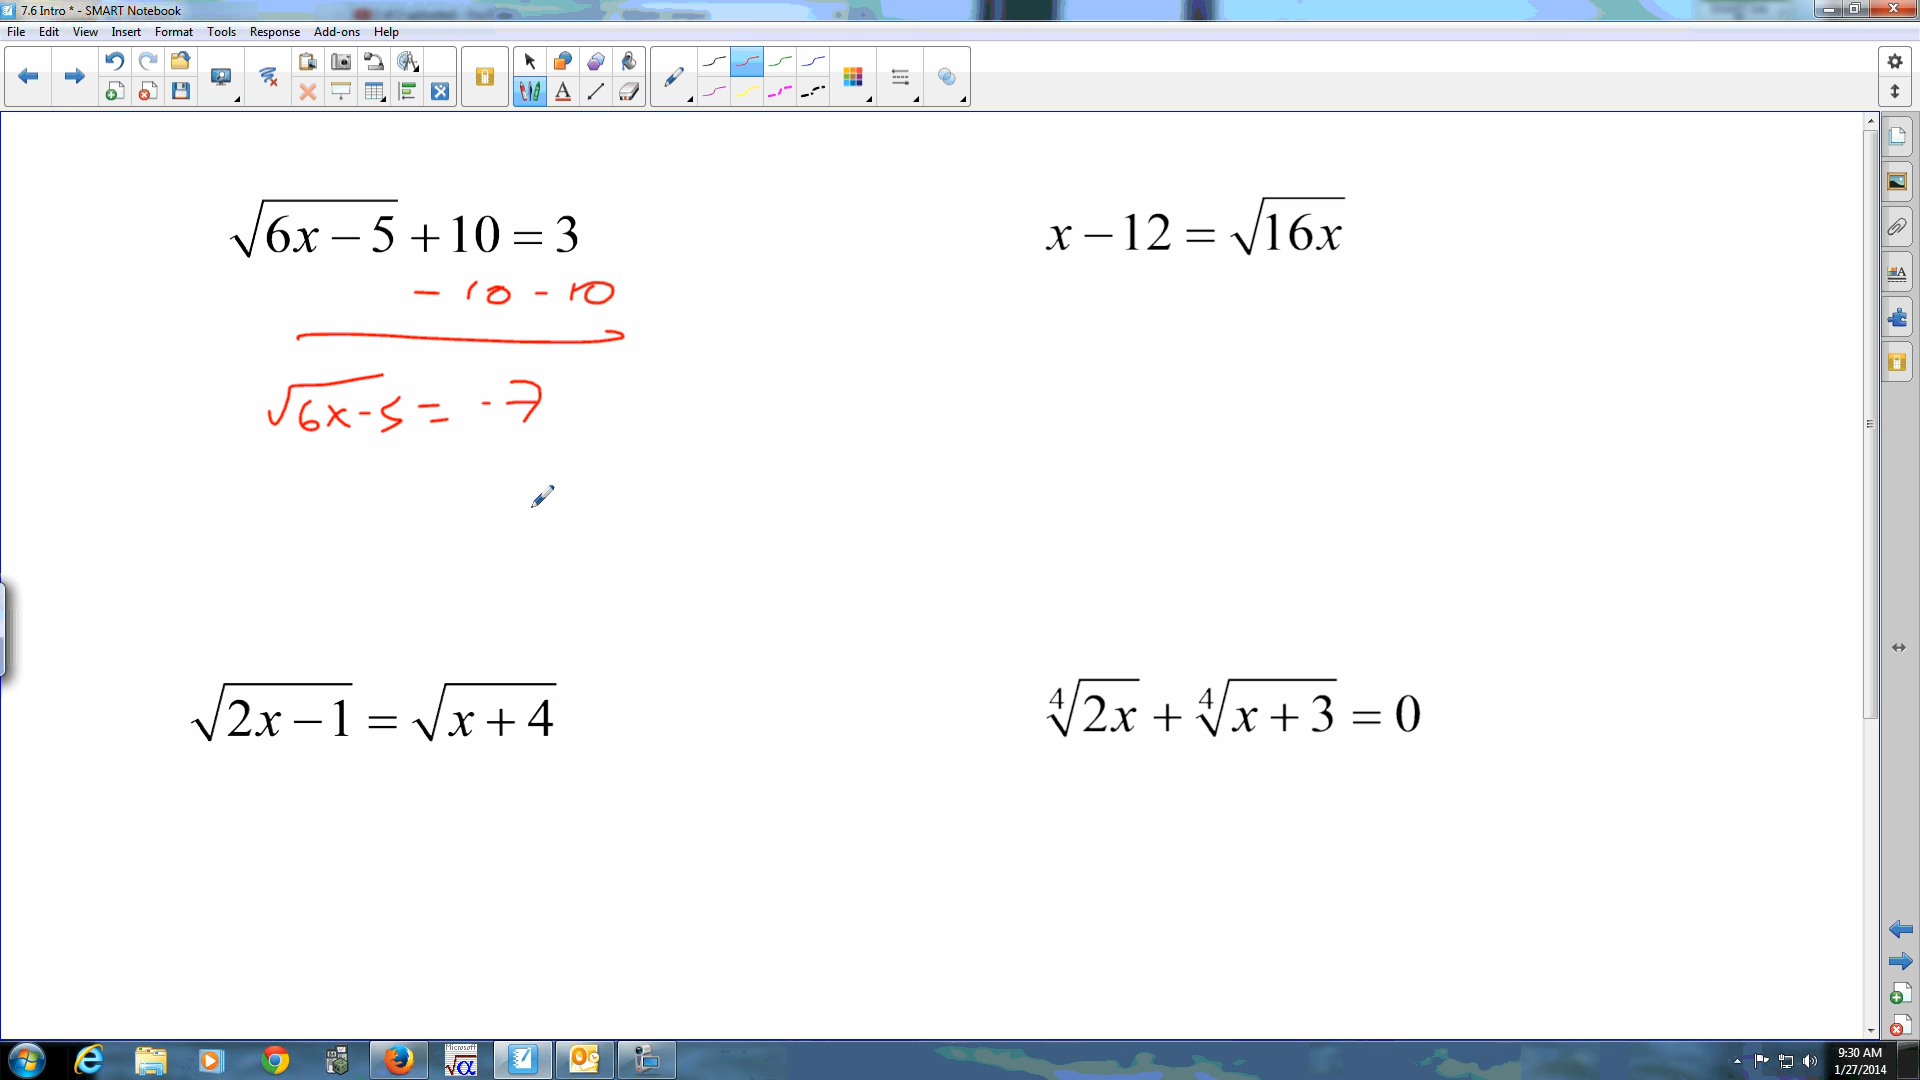 7.6 Intro * - SMART Notebook
File Edit View Insert Format Tools Response Add-ons Help
√(6x − 5) + 10 = 3
- 10 - 10
√(6x-5) = -7
x − 12 = √(16x)
√(2x − 1) = √(x + 4)
∜(2x) + ∜(x + 3) = 0
Microsoft
√α
9:30 AM
1/27/2014